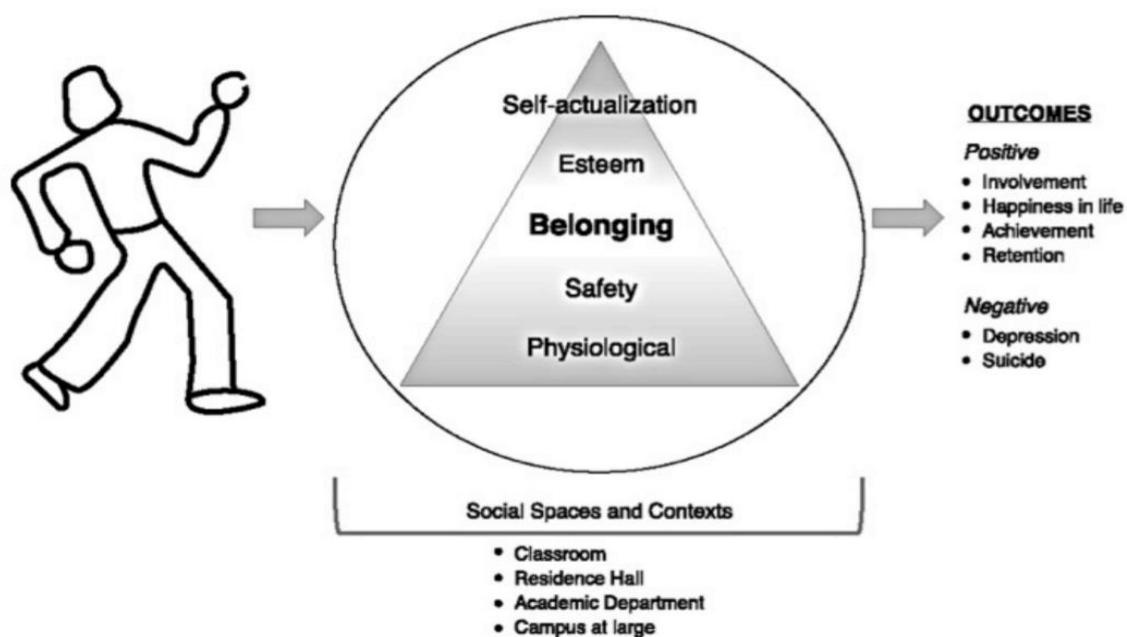 Self-actualization
Esteem
Belonging
Safety
Physiological
OUTCOMES
Positive
• Involvement
• Happiness in life
• Achievement
• Retention
Negative
• Depression
• Suicide
Social Spaces and Contexts
• Classroom
• Residence Hall
• Academic Department
• Campus at large